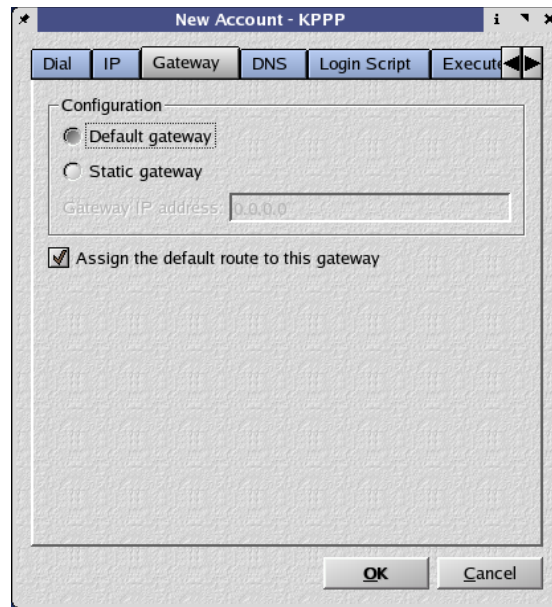 New Account - KPPP
Dial IP Gateway DNS Login Script Execute
Configuration
Default gateway
Static gateway
Gateway IP address: 0.0.0.0
Assign the default route to this gateway
OK Cancel